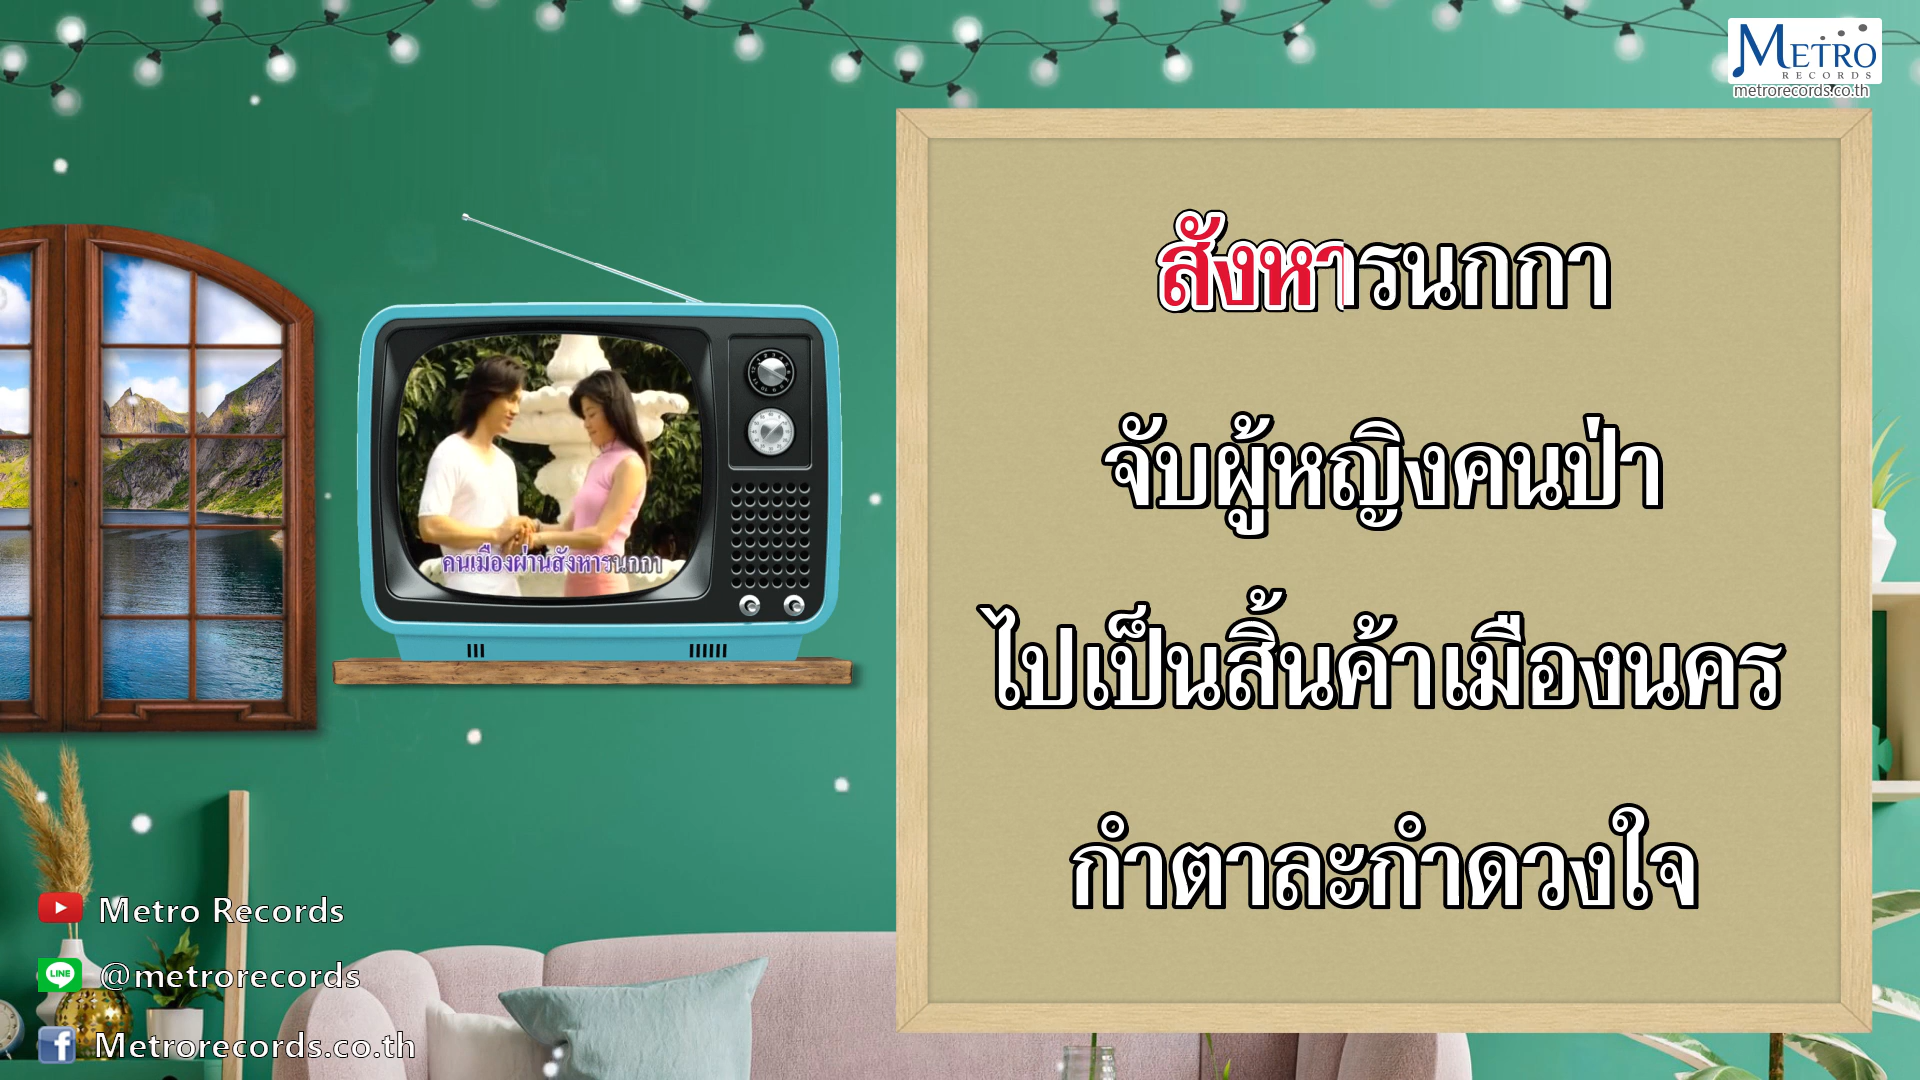 METRO
RECORDS
metrorecords.co.th
สังหารนกกา
จับผู้หญิงคนป่า
ไปเป็นสิ้นค้าเมืองนคร
กำตาละกำดวงใจ
คนเมืองผ่านสังหารนกกา
Metro Records
LINE
@metrorecords
f
Metrorecords.co.th